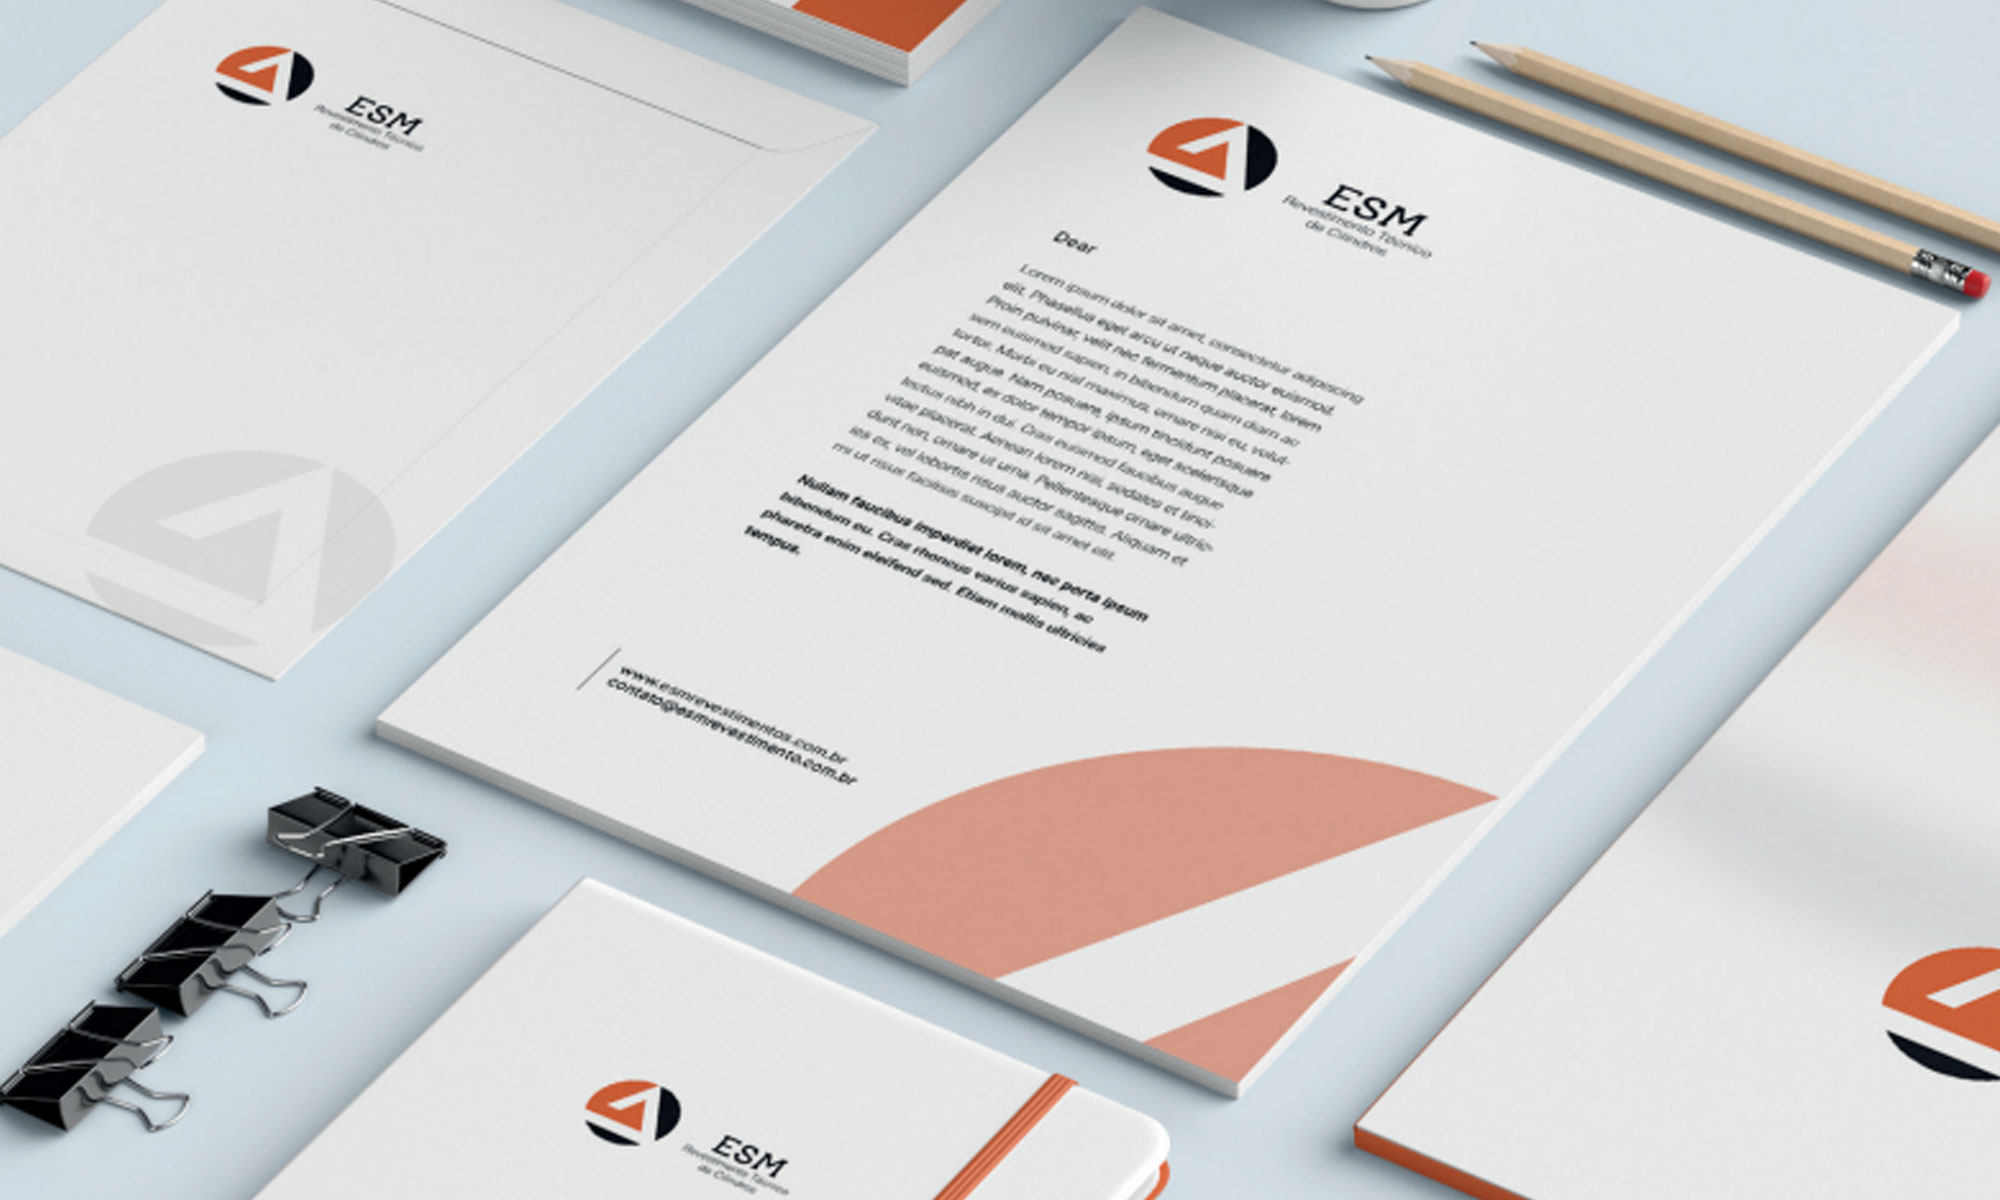 ESM
Revestimento Técnico
de Cilindros
ESM
Revestimento Técnico
de Cilindros
Dear
Lorem ipsum dolor sit amet, consectetur adipiscing
elit. Phasellus eget arcu ut neque auctor euismod.
Proin pulvinar, velit nec fermentum placerat, lorem
sem euismod sapien, in bibendum quam diam ac
tortor. Morbi eu nisl maximus, ornare nisi eu, volut-
pat augue. Nam posuere, ipsum tincidunt posuere
euismod, ex dolor tempor ipsum, eget scelerisque
lectus nibh in dui. Cras euismod faucibus augue
vitae placerat. Aenean lorem nisi, sodales et tinci-
dunt non, ornare ut urna. Pellentesque ornare ultric-
ies ex, vel lobortis risus auctor sagittis. Aliquam et
mi ut risus facilisis suscipit id sit amet elit.
Nullam faucibus imperdiet lorem, nec porta ipsum
bibendum eu. Cras rhoncus varius sapien, ac
pharetra enim eleifend sed. Etiam mollis ultricies
tempus.
www.esmrevestimentos.com.br
contato@esmrevestimento.com.br
ESM
Revestimento Técnico
de Cilindros